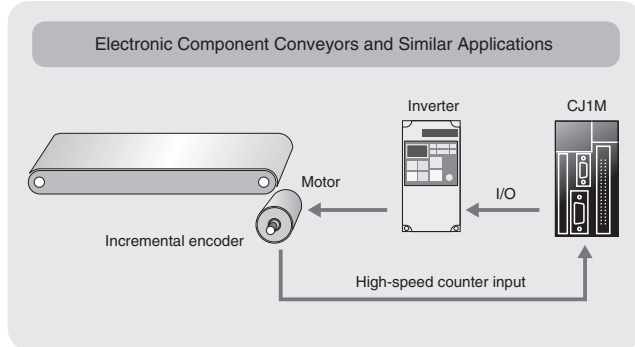 Electronic Component Conveyors and Similar Applications
Inverter
CJ1M
Motor
I/O
Incremental encoder
High-speed counter input